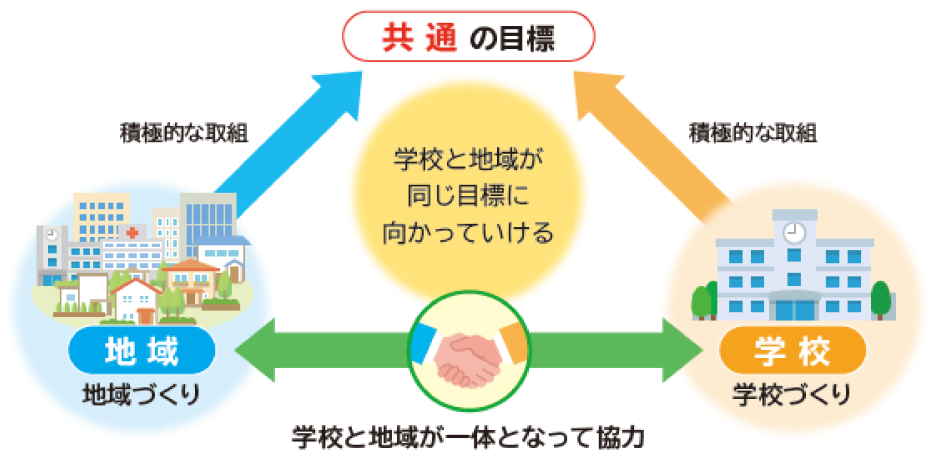 共通の目標
積極的な取組
積極的な取組
学校と地域が
同じ目標に
向かっていける
地域
地域づくり
学校
学校づくり
学校と地域が一体となって協力